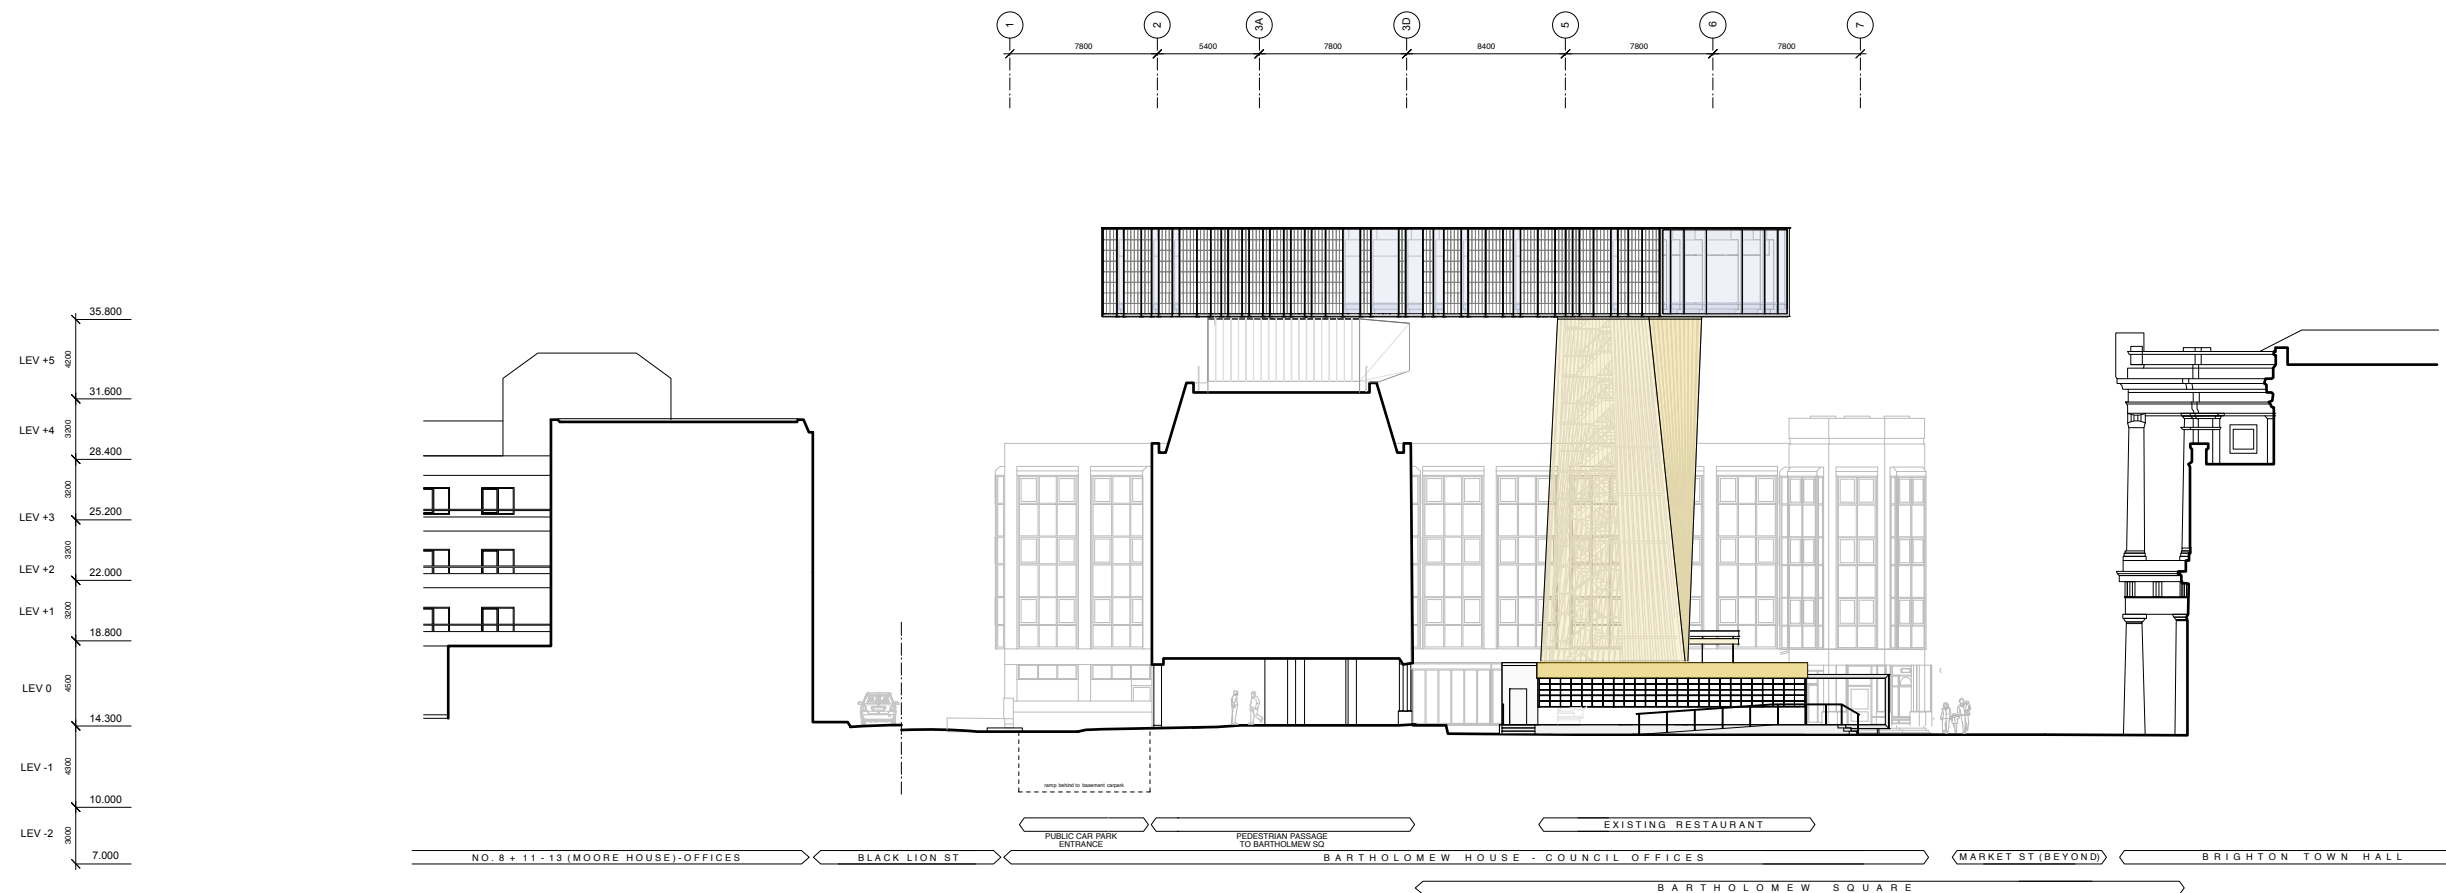 1 2 3A 3D 5 6 7
7800 5400 7800 8400 7800 7800
35.800
LEV +5 4200
31.600
LEV +4 3200
28.400
3200
LEV +3
25.200
3200
LEV +2
22.000
LEV +1 3200
18.800
LEV 0 4500
14.300
LEV -1 4300
10.000
LEV -2 3000
7.000
ramp behind to basement carpark
PUBLIC CAR PARK
ENTRANCE
PEDESTRIAN PASSAGE
TO BARTHOLMEW SQ
EXISTING RESTAURANT
NO. 8 + 11 - 13 (MOORE HOUSE)-OFFICES
BLACK LION ST
BARTHOLOMEW HOUSE - COUNCIL OFFICES
MARKET ST (BEYOND)
BRIGHTON TOWN HALL
BARTHOLOMEW SQUARE